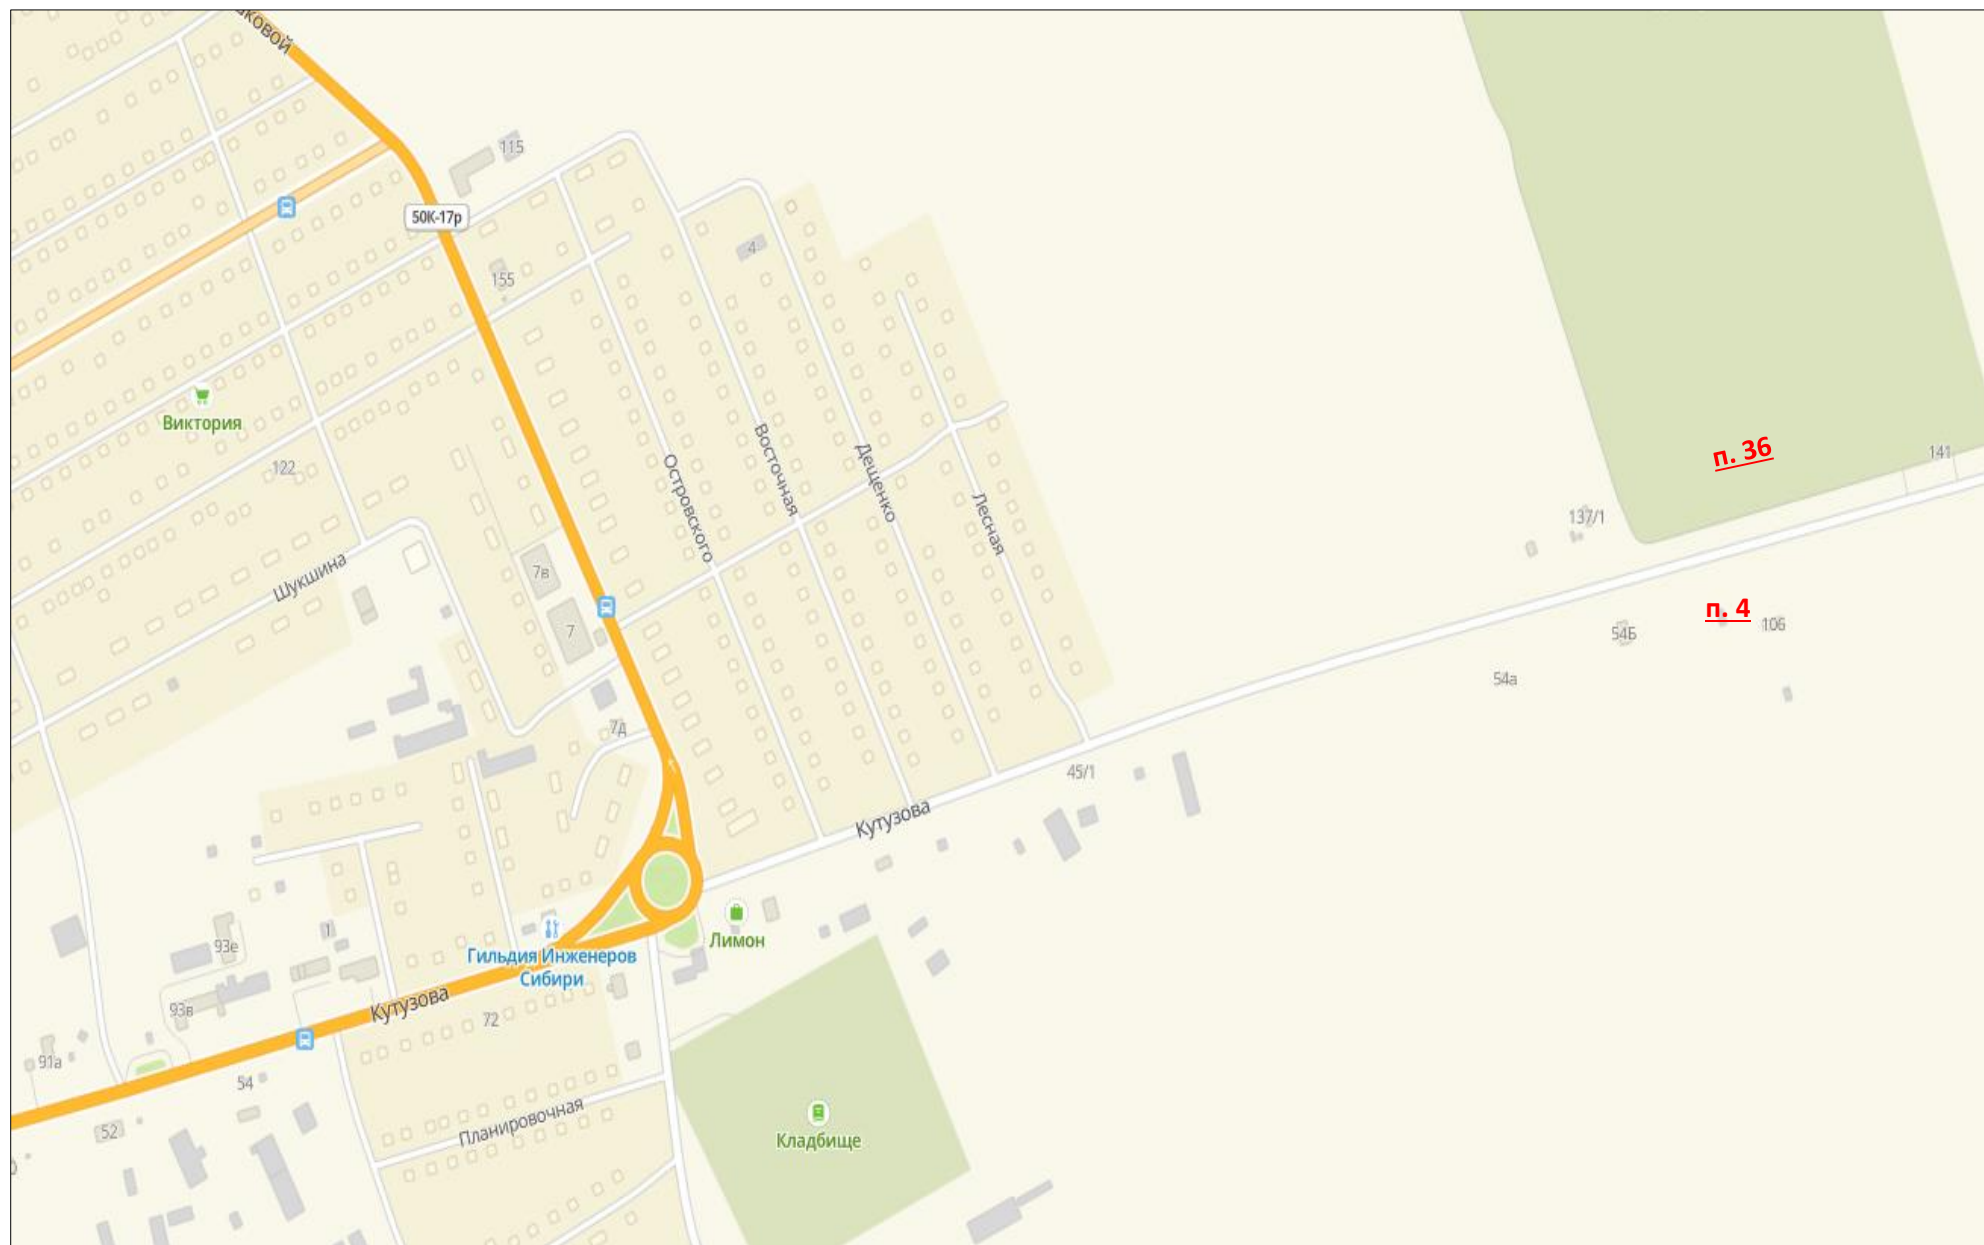 ковой
115
50К-17р
155
4
Виктория
122
Островского
Восточная
Дещенко
Лесная
п. 36
141
137/1
Шукшина
7в
7
п. 4
106
54Б
54а
7д
45/1
Кутузова
Лимон
1
93е
Гильдия Инженеров
Сибири
93в
Кутузова
72
91а
54
Планировочная
52
Кладбище